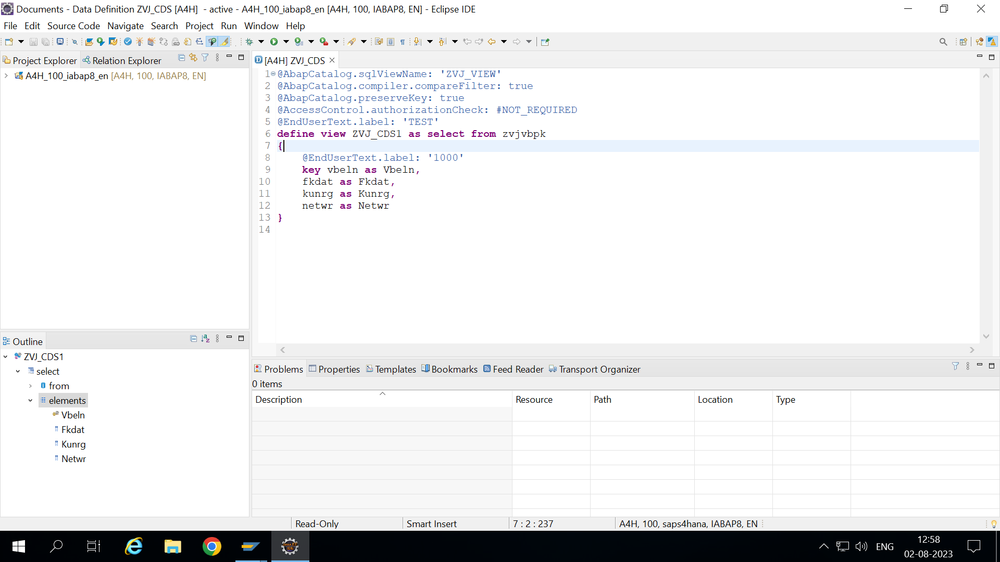 Documents - Data Definition ZVJ_CDS [A4H]  - active - A4H_100_iabap8_en [A4H, 100, IABAP8, EN] - Eclipse IDE
File Edit Source Code Navigate Search Project Run Window Help
Project Explorer Relation Explorer
A4H_100_iabap8_en [A4H, 100, IABAP8, EN]
[A4H] ZVJ_CDS
1 @AbapCatalog.sqlViewName: 'ZVJ_VIEW'
2 @AbapCatalog.compiler.compareFilter: true
3 @AbapCatalog.preserveKey: true
4 @AccessControl.authorizationCheck: #NOT_REQUIRED
5 @EndUserText.label: 'TEST'
6 define view ZVJ_CDS1 as select from zvjvbpk
7 {
8     @EndUserText.label: '1000'
9     key vbeln as Vbeln,
10     fkdat as Fkdat,
11     kunrg as Kunrg,
12     netwr as Netwr
13 }
14
Outline
ZVJ_CDS1
select
from
elements
Vbeln
Fkdat
Kunrg
Netwr
Problems Properties Templates Bookmarks Feed Reader Transport Organizer
0 items
Description Resource Path Location Type
Read-Only Smart Insert 7 : 2 : 237 A4H, 100, saps4hana, IABAP8, EN
ENG
12:58
02-08-2023